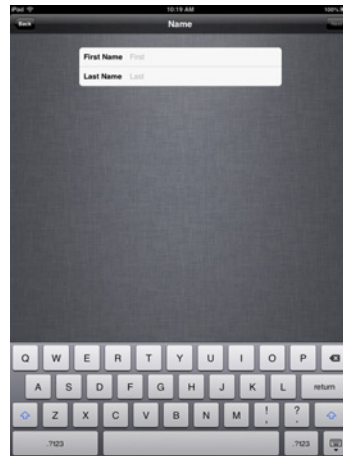 iPad 10:19 AM 100%
Back Name
First Name First
Last Name Last
Q W E R T Y U I O P
A S D F G H J K L return
Z X C V B N M ! , ? .
.?123 .?123